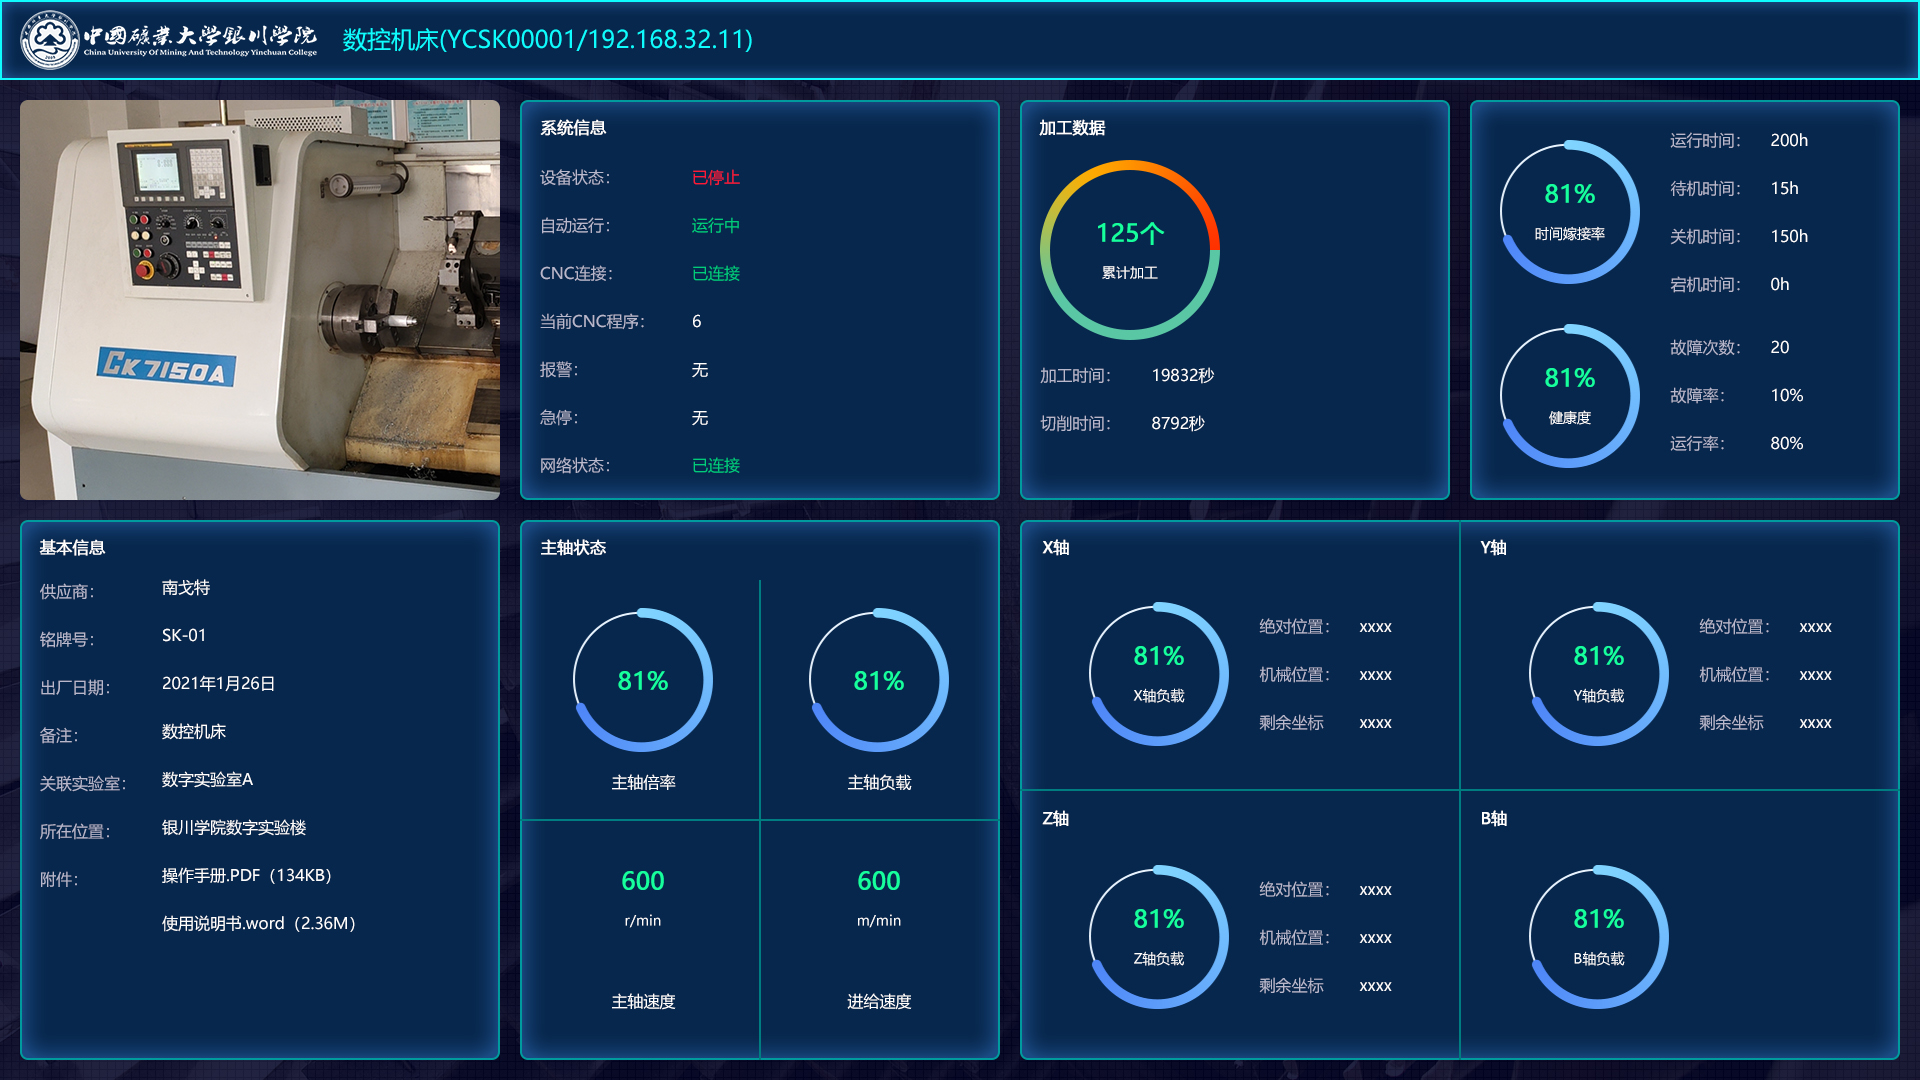 中國礦業大學银川学院
China University Of Mining And Technology Yinchuan College
数控机床(YCSK00001/192.168.32.11)
CK7150A
系统信息
设备状态： 已停止
自动运行： 运行中
CNC连接： 已连接
当前CNC程序： 6
报警： 无
急停： 无
网络状态： 已连接
加工数据
125个
累计加工
加工时间： 19832秒
切削时间： 8792秒
81%
时间嫁接率
运行时间： 200h
待机时间： 15h
关机时间： 150h
宕机时间： 0h
81%
健康度
故障次数： 20
故障率： 10%
运行率： 80%
基本信息
供应商： 南戈特
铭牌号： SK-01
出厂日期： 2021年1月26日
备注： 数控机床
关联实验室： 数字实验室A
所在位置： 银川学院数字实验楼
附件： 操作手册.PDF（134KB）
使用说明书.word（2.36M）
主轴状态
81%
主轴倍率
81%
主轴负载
600
r/min
主轴速度
600
m/min
进给速度
X轴
81%
X轴负载
绝对位置： xxxx
机械位置： xxxx
剩余坐标 xxxx
Y轴
81%
Y轴负载
绝对位置： xxxx
机械位置： xxxx
剩余坐标 xxxx
Z轴
81%
Z轴负载
绝对位置： xxxx
机械位置： xxxx
剩余坐标 xxxx
B轴
81%
B轴负载